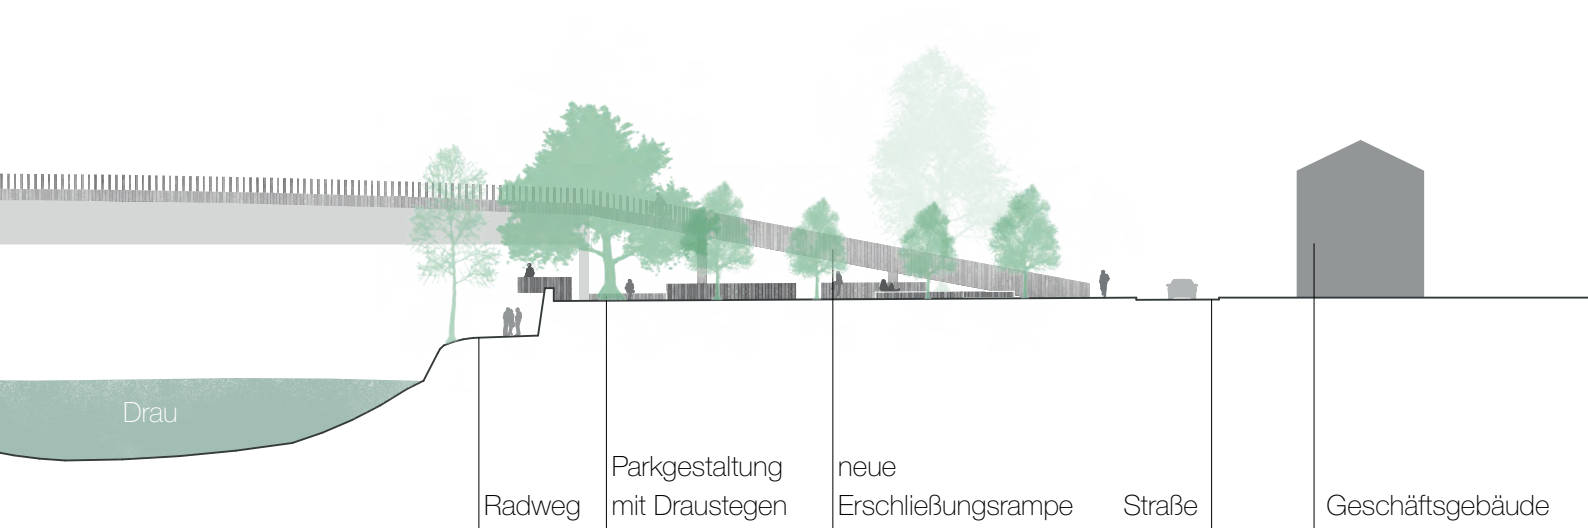 Drau
Radweg
Parkgestaltung
mit Draustegen
neue
Erschließungsrampe
Straße
Geschäftsgebäude